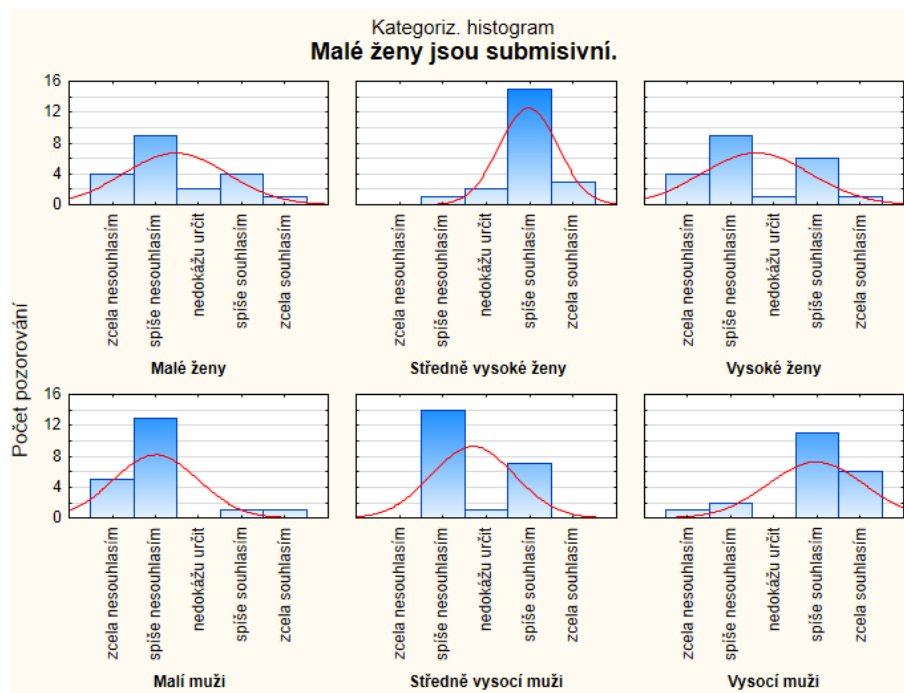 Kategoriz. histogram
Malé ženy jsou submisivní.
Počet pozorování
16
12
8
4
0
zcela nesouhlasím
spíše nesouhlasím
nedokážu určit
spíše souhlasím
zcela souhlasím
Malé ženy
zcela nesouhlasím
spíše nesouhlasím
nedokážu určit
spíše souhlasím
zcela souhlasím
Středně vysoké ženy
zcela nesouhlasím
spíše nesouhlasím
nedokážu určit
spíše souhlasím
zcela souhlasím
Vysoké ženy
16
12
8
4
0
zcela nesouhlasím
spíše nesouhlasím
nedokážu určit
spíše souhlasím
zcela souhlasím
Malí muži
zcela nesouhlasím
spíše nesouhlasím
nedokážu určit
spíše souhlasím
zcela souhlasím
Středně vysocí muži
zcela nesouhlasím
spíše nesouhlasím
nedokážu určit
spíše souhlasím
zcela souhlasím
Vysocí muži